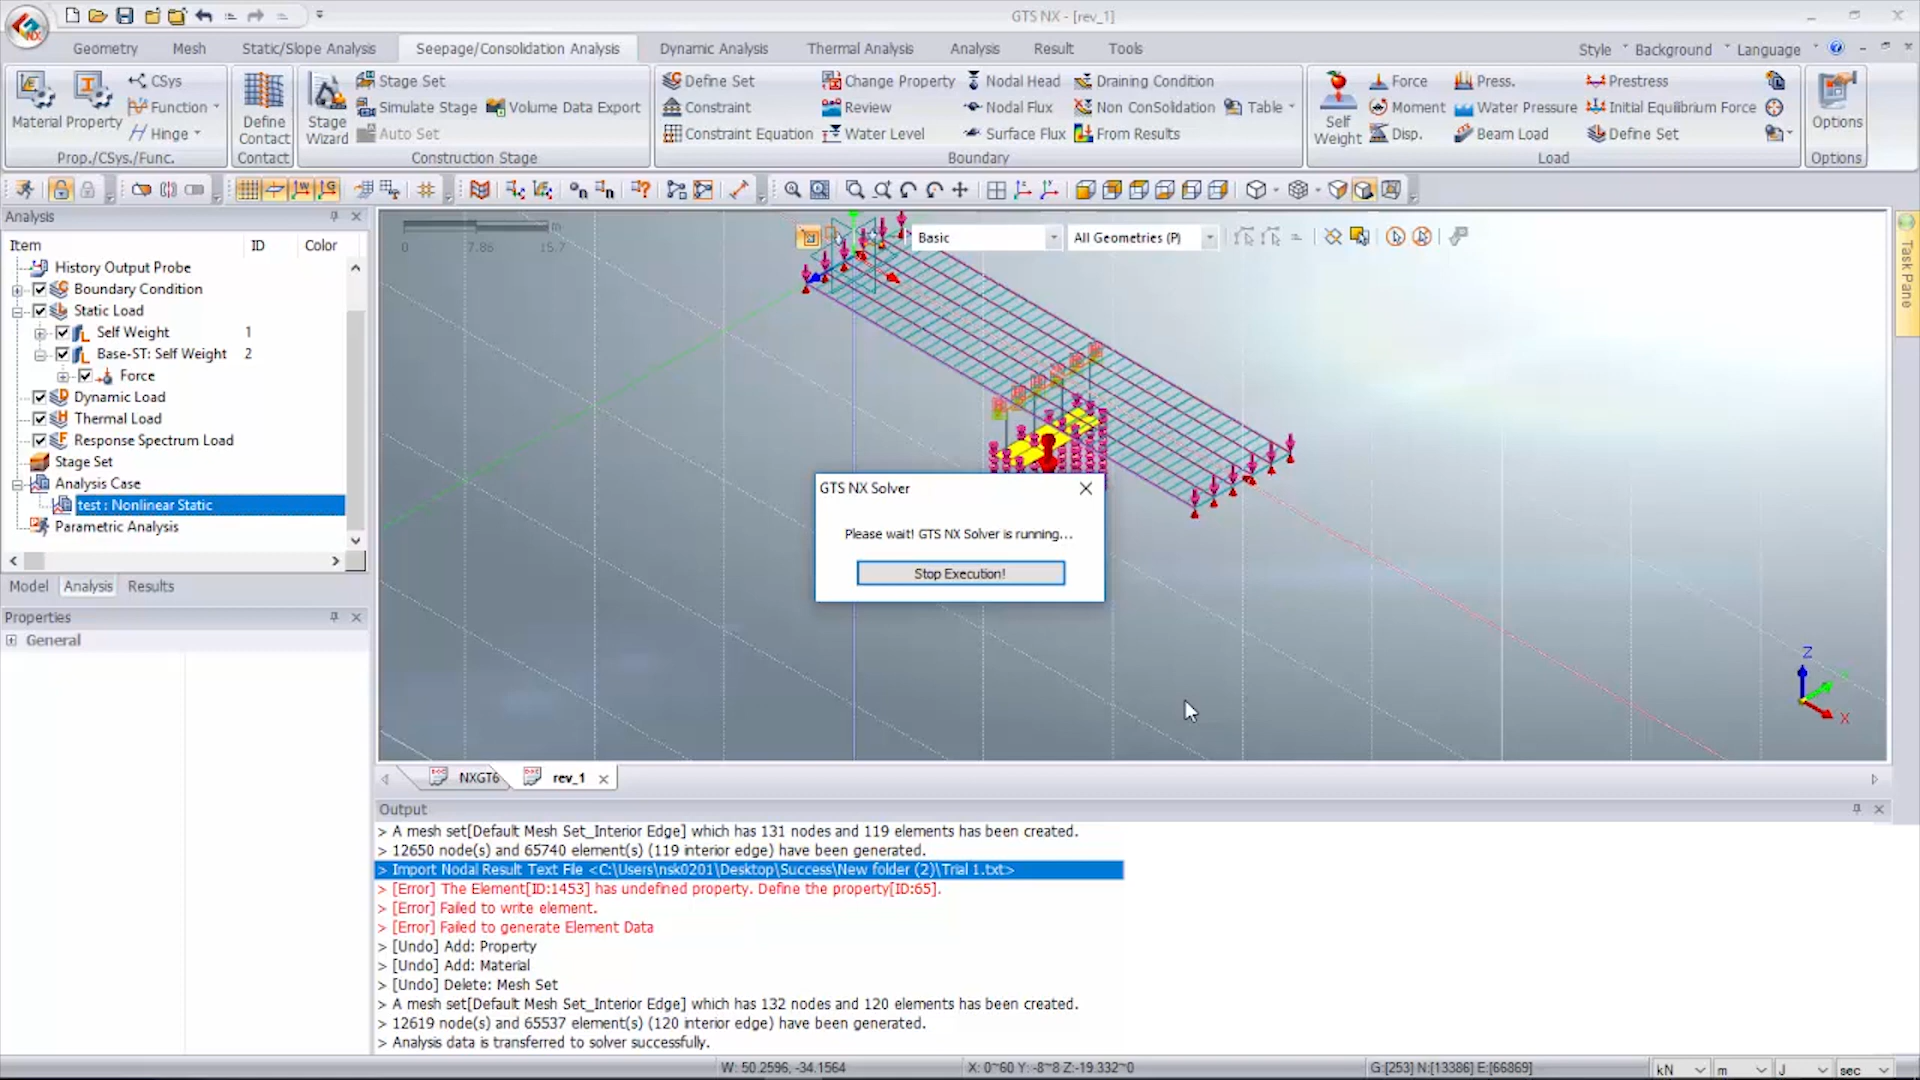 GTS NX - [rev_1]
Geometry Mesh Static/Slope Analysis Seepage/Consolidation Analysis Dynamic Analysis Thermal Analysis Analysis Result Tools Style Background Language
Material Property CSys Function Hinge
Prop./CSys./Func.
Define Contact
Contact
Stage Wizard
Stage Set
Simulate Stage Volume Data Export
Auto Set
Construction Stage
Define Set Change Property Nodal Head Draining Condition
Constraint Review Nodal Flux Non ConSolidation Table
Constraint Equation Water Level Surface Flux From Results
Boundary
Self Weight
Force Press. Prestress
Moment Water Pressure Initial Equilibrium Force
Disp. Beam Load Define Set
Load
Options
Options
Analysis
Item ID Color
History Output Probe
Boundary Condition
Static Load
Self Weight 1
Base-ST: Self Weight 2
Force
Dynamic Load
Thermal Load
Response Spectrum Load
Stage Set
Analysis Case
test : Nonlinear Static
Parametric Analysis
Model Analysis Results
Properties
General
0 7.86 15.7 m
Basic All Geometries (P)
Task Pane
GTS NX Solver
Please wait! GTS NX Solver is running...
Stop Execution!
Z
X
NXGT6 rev_1
Output
> A mesh set[Default Mesh Set_Interior Edge] which has 131 nodes and 119 elements has been created.
> 12650 node(s) and 65740 element(s) (119 interior edge) have been generated.
> Import Nodal Result Text File <C:\Users\nsk0201\Desktop\Success\New folder (2)\Trial 1.txt>
> [Error] The Element[ID:1453] has undefined property. Define the property[ID:65].
> [Error] Failed to write element.
> [Error] Failed to generate Element Data
> [Undo] Add: Property
> [Undo] Add: Material
> [Undo] Delete: Mesh Set
> A mesh set[Default Mesh Set_Interior Edge] which has 132 nodes and 120 elements has been created.
> 12619 node(s) and 65537 element(s) (120 interior edge) have been generated.
> Analysis data is transferred to solver successfully.
W: 50.2596, -34.1564 X: 0~60 Y: -8~8 Z:-19.332~0 G:[253] N:[13386] E:[66869] kN m J sec